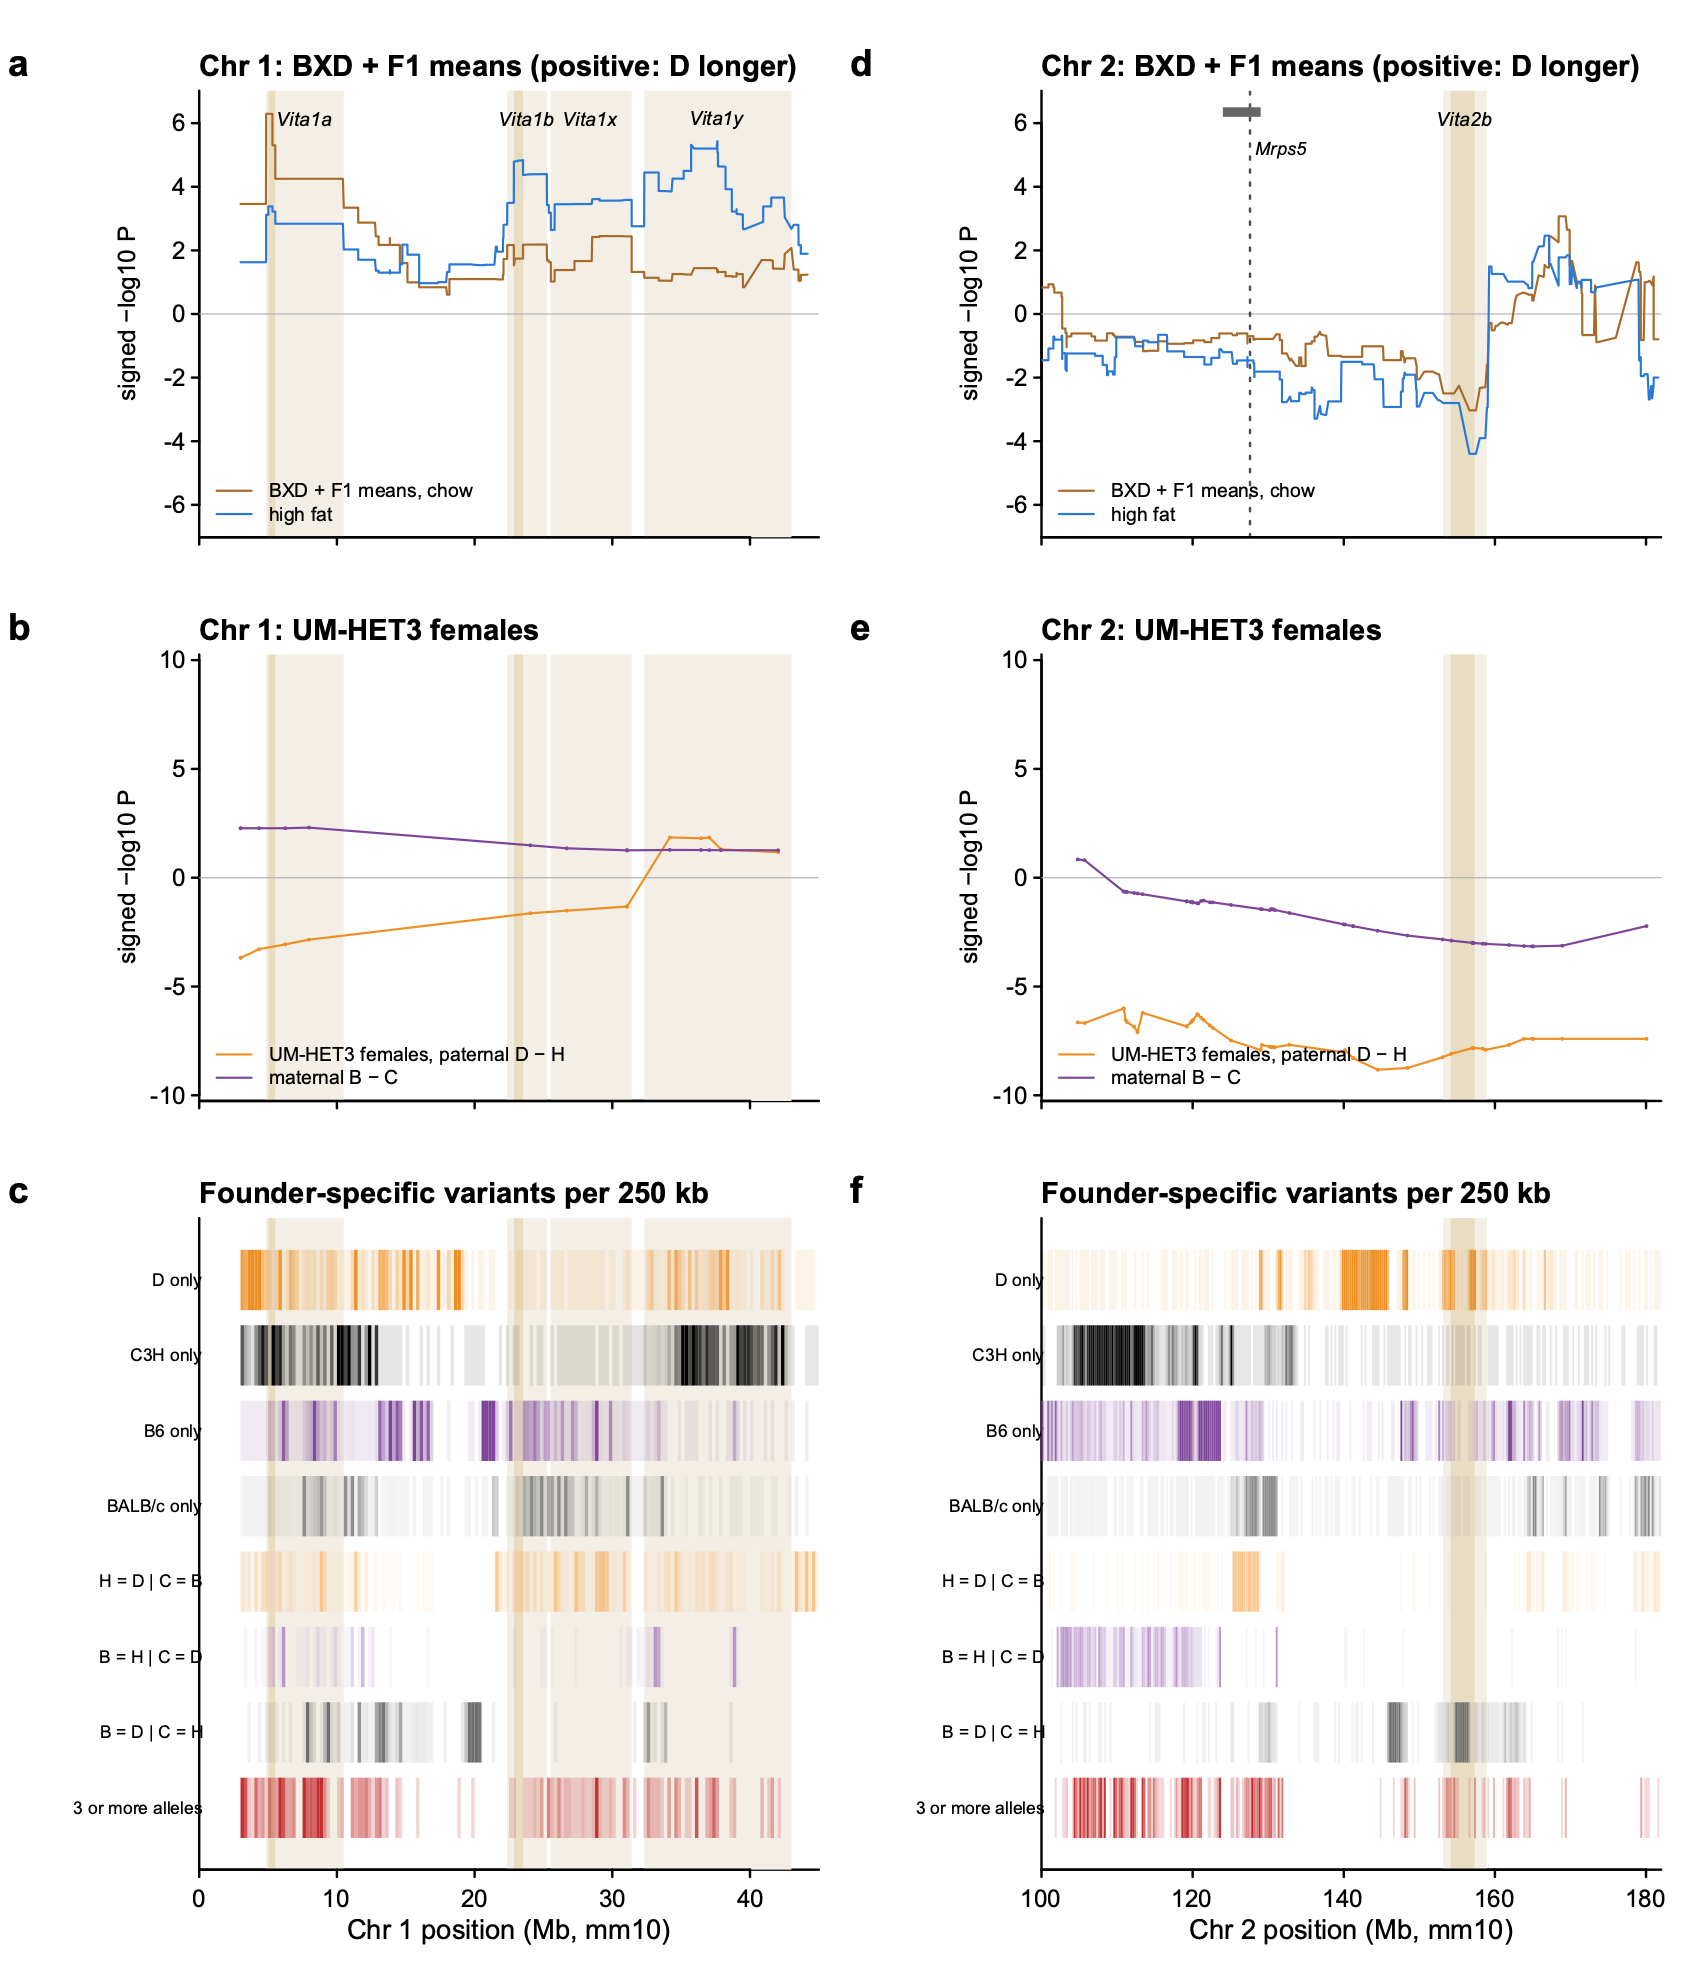 a
Chr 1: BXD + F1 means (positive: D longer)
signed −log10 P
6
4
2
0
-2
-4
-6
Vita1a
Vita1b
Vita1x
Vita1y
BXD + F1 means, chow
high fat
d
Chr 2: BXD + F1 means (positive: D longer)
signed −log10 P
6
4
2
0
-2
-4
-6
Vita2b
Mrps5
BXD + F1 means, chow
high fat
b
Chr 1: UM-HET3 females
signed −log10 P
10
5
0
-5
-10
UM-HET3 females, paternal D − H
maternal B − C
e
Chr 2: UM-HET3 females
signed −log10 P
10
5
0
-5
-10
UM-HET3 females, paternal D − H
maternal B − C
c
Founder-specific variants per 250 kb
D only
C3H only
B6 only
BALB/c only
H = D | C = B
B = H | C = D
B = D | C = H
3 or more alleles
0 10 20 30 40
Chr 1 position (Mb, mm10)
f
Founder-specific variants per 250 kb
D only
C3H only
B6 only
BALB/c only
H = D | C = B
B = H | C = D
B = D | C = H
3 or more alleles
100 120 140 160 180
Chr 2 position (Mb, mm10)